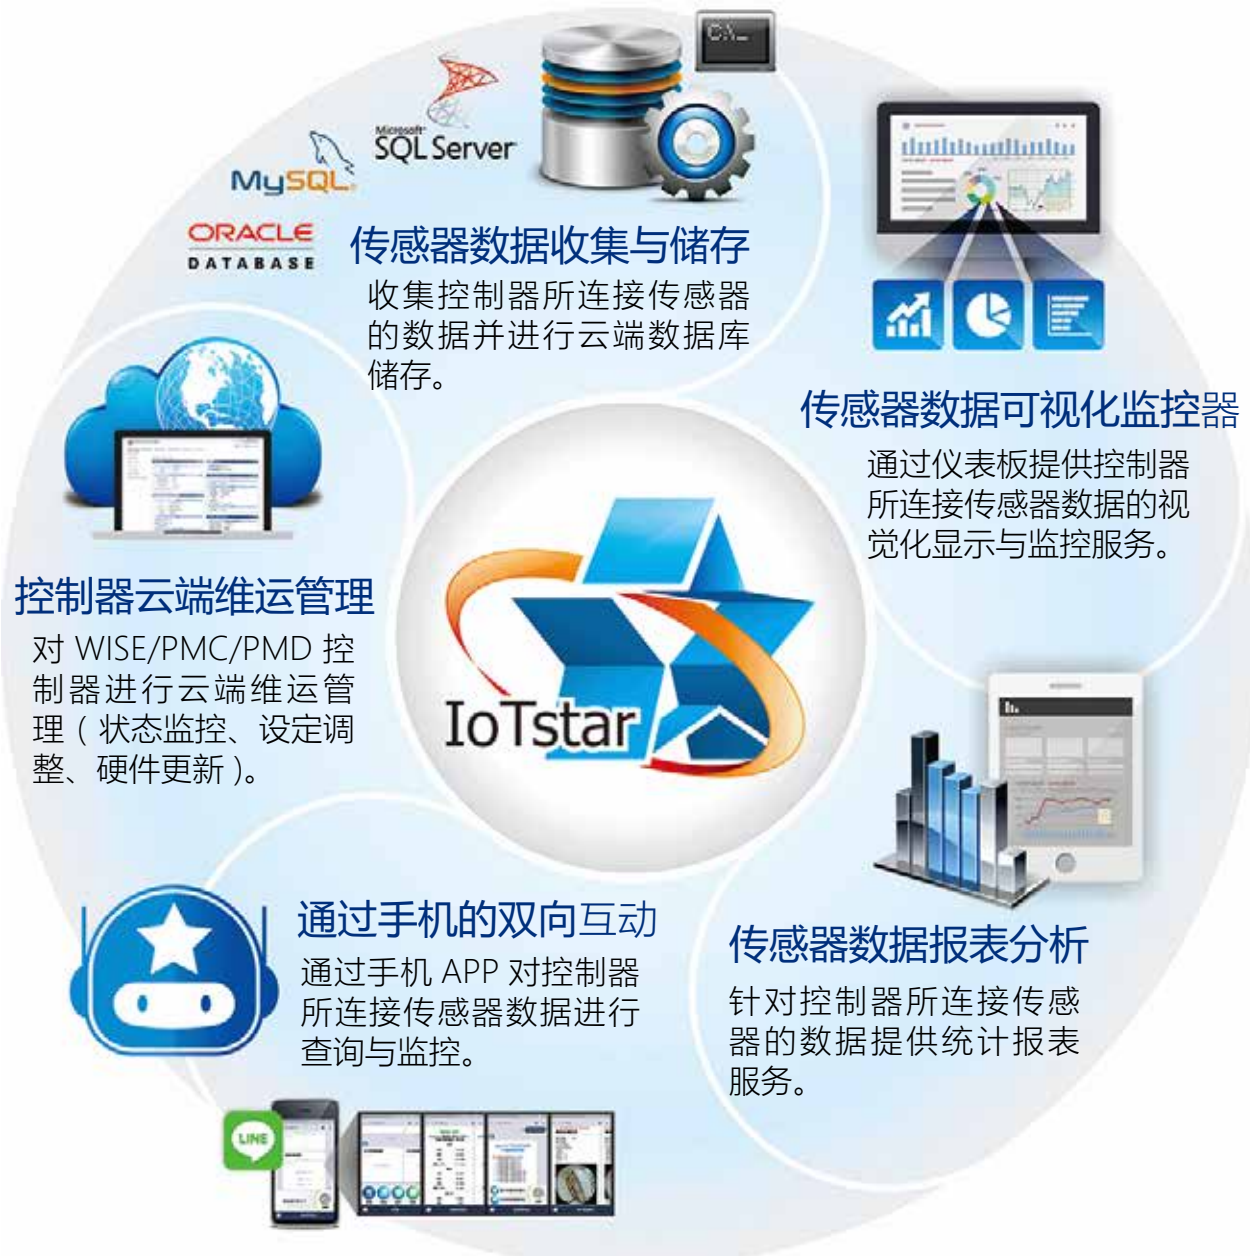 C:\_
Microsoft
SQL Server
MySQL
ORACLE
DATABASE
传感器数据收集与储存
收集控制器所连接传感器
的数据并进行云端数据库
储存。
传感器数据可视化监控器
通过仪表板提供控制器
所连接传感器数据的视
觉化显示与监控服务。
控制器云端维运管理
对 WISE/PMC/PMD 控
制器进行云端维运管
理（状态监控、设定调
整、硬件更新）。
IoTstar
通过手机的双向互动
通过手机 APP 对控制器
所连接传感器数据进行
查询与监控。
传感器数据报表分析
针对控制器所连接传感
器的数据提供统计报表
服务。
LINE